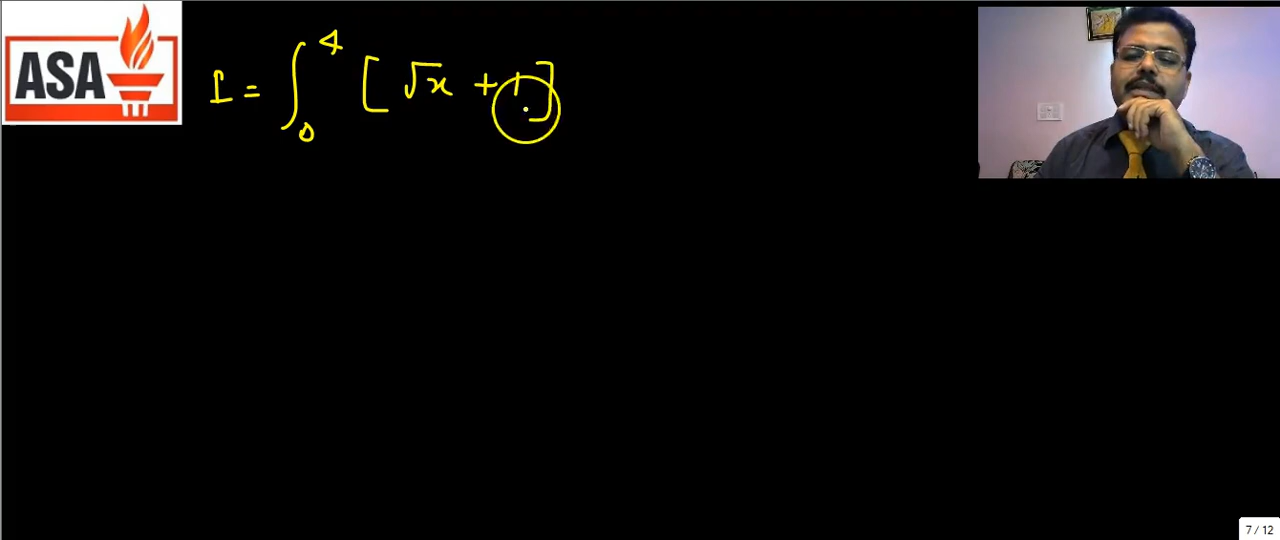 ASA
I = ∫₀⁴ [√x + 1]
7 / 12